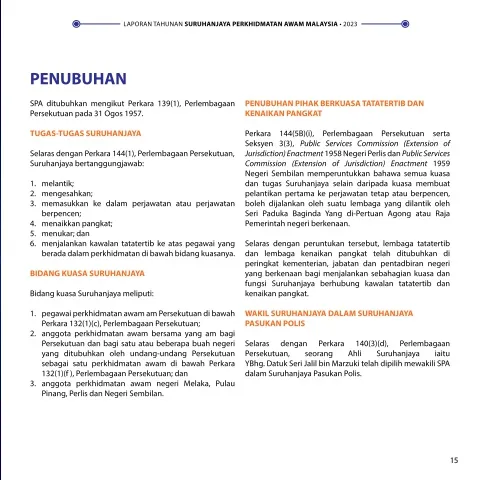 LAPORAN TAHUNAN SURUHANJAYA PERKHIDMATAN AWAM MALAYSIA • 2023
PENUBUHAN
SPA ditubuhkan mengikut Perkara 139(1), Perlembagaan
Persekutuan pada 31 Ogos 1957.
TUGAS-TUGAS SURUHANJAYA
Selaras dengan Perkara 144(1), Perlembagaan Persekutuan,
Suruhanjaya bertanggungjawab:
1. melantik;
2. mengesahkan;
3. memasukkan ke dalam perjawatan atau perjawatan
berpencen;
4. menaikkan pangkat;
5. menukar; dan
6. menjalankan kawalan tatatertib ke atas pegawai yang
berada dalam perkhidmatan di bawah bidang kuasanya.
BIDANG KUASA SURUHANJAYA
Bidang kuasa Suruhanjaya meliputi:
1. pegawai perkhidmatan awam am Persekutuan di bawah
Perkara 132(1)(c), Perlembagaan Persekutuan;
2. anggota perkhidmatan awam bersama yang am bagi
Persekutuan dan bagi satu atau beberapa buah negeri
yang ditubuhkan oleh undang-undang Persekutuan
sebagai satu perkhidmatan awam di bawah Perkara
132(1)(f), Perlembagaan Persekutuan; dan
3. anggota perkhidmatan awam negeri Melaka, Pulau
Pinang, Perlis dan Negeri Sembilan.
PENUBUHAN PIHAK BERKUASA TATATERTIB DAN
KENAIKAN PANGKAT
Perkara 144(5B)(i), Perlembagaan Persekutuan serta
Seksyen 3(3), Public Services Commission (Extension of
Jurisdiction) Enactment 1958 Negeri Perlis dan Public Services
Commission (Extension of Jurisdiction) Enactment 1959
Negeri Sembilan memperuntukkan bahawa semua kuasa
dan tugas Suruhanjaya selain daripada kuasa membuat
pelantikan pertama ke perjawatan tetap atau berpencen,
boleh dijalankan oleh suatu lembaga yang dilantik oleh
Seri Paduka Baginda Yang di-Pertuan Agong atau Raja
Pemerintah negeri berkenaan.
Selaras dengan peruntukan tersebut, lembaga tatatertib
dan lembaga kenaikan pangkat telah ditubuhkan di
peringkat kementerian, jabatan dan pentadbiran negeri
yang berkenaan bagi menjalankan sebahagian kuasa dan
fungsi Suruhanjaya berhubung kawalan tatatertib dan
kenaikan pangkat.
WAKIL SURUHANJAYA DALAM SURUHANJAYA
PASUKAN POLIS
Selaras dengan Perkara 140(3)(d), Perlembagaan
Persekutuan, seorang Ahli Suruhanjaya iaitu
YBhg. Datuk Seri Jalil bin Marzuki telah dipilih mewakili SPA
dalam Suruhanjaya Pasukan Polis.
15